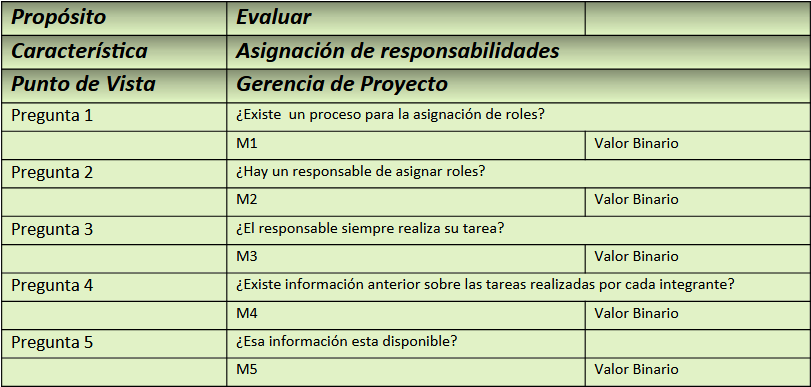 Propósito Evaluar
Característica Asignación de responsabilidades
Punto de Vista Gerencia de Proyecto
Pregunta 1 ¿Existe un proceso para la asignación de roles?
M1 Valor Binario
Pregunta 2 ¿Hay un responsable de asignar roles?
M2 Valor Binario
Pregunta 3 ¿El responsable siempre realiza su tarea?
M3 Valor Binario
Pregunta 4 ¿Existe información anterior sobre las tareas realizadas por cada integrante?
M4 Valor Binario
Pregunta 5 ¿Esa información esta disponible?
M5 Valor Binario